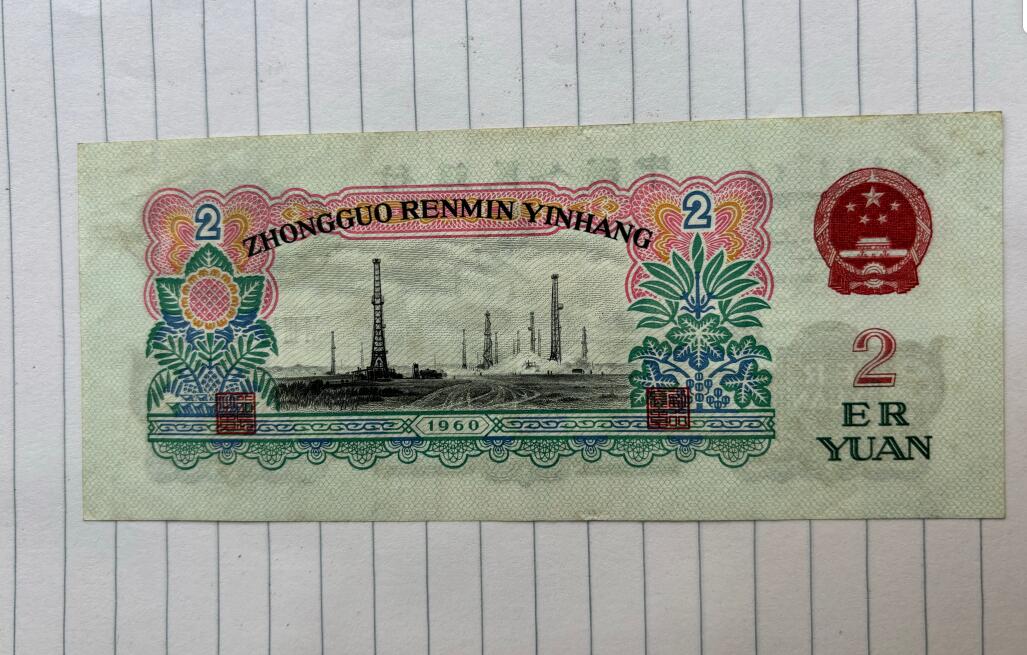 2
2
ZHONGGUO RENMIN YINHANG
1960
2
ER
YUAN